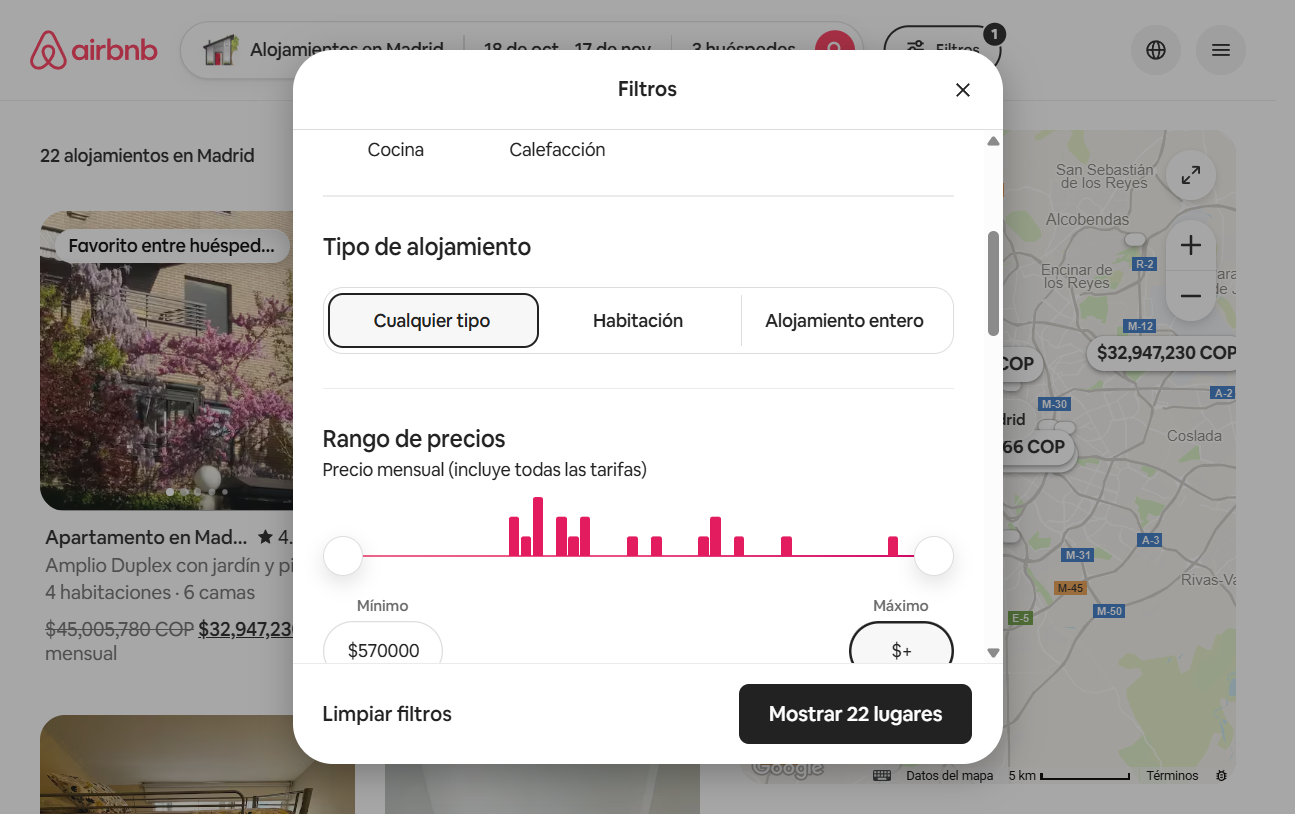 airbnb
Alojamientos en Madrid
18 de oct - 17 de nov
3 huéspedes
Filtros
1
22 alojamientos en Madrid
Favorito entre huésped...
Apartamento en Mad...
4.
Amplio Duplex con jardín y pi
4 habitaciones · 6 camas
$45,005,780 COP $32,947,23
mensual
Filtros
Cocina
Calefacción
Tipo de alojamiento
Cualquier tipo
Habitación
Alojamiento entero
Rango de precios
Precio mensual (incluye todas las tarifas)
Mínimo
Máximo
$570000
$+
Limpiar filtros
Mostrar 22 lugares
San Sebastián
de los Reyes
Alcobendas
R-2
Encinar de
los Reyes
M-12
$32,947,230 COP
COP
A-2
M-30
drid
66 COP
Coslada
A-3
M-31
Rivas-Va
M-45
M-50
E-5
Google
Datos del mapa
5 km
Términos